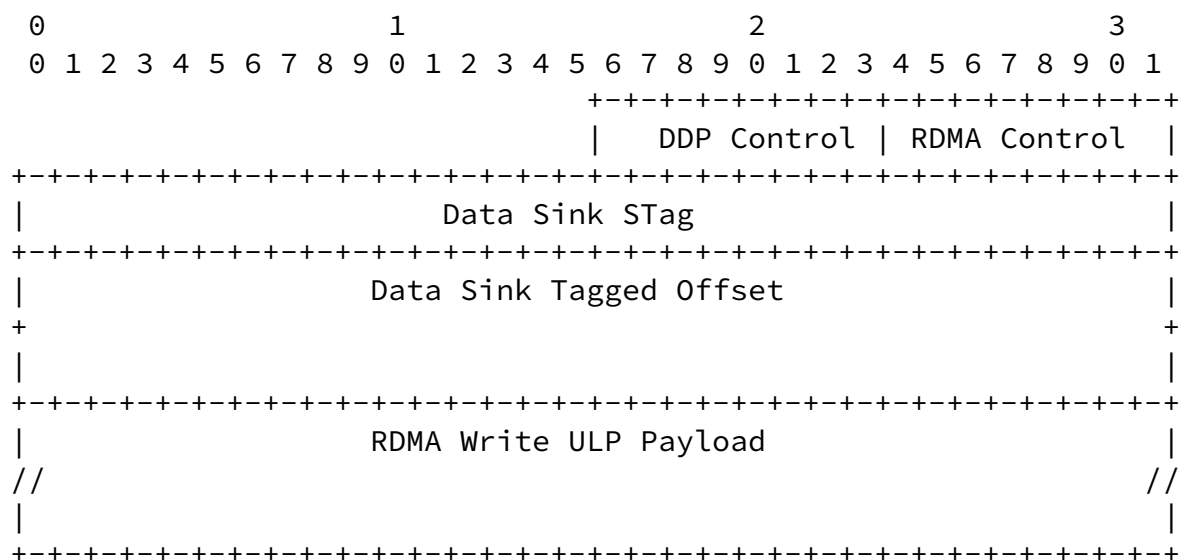 0                   1                   2                   3
 0 1 2 3 4 5 6 7 8 9 0 1 2 3 4 5 6 7 8 9 0 1 2 3 4 5 6 7 8 9 0 1
                                +-+-+-+-+-+-+-+-+-+-+-+-+-+-+-+-+
                                |   DDP Control | RDMA Control  |
+-+-+-+-+-+-+-+-+-+-+-+-+-+-+-+-+-+-+-+-+-+-+-+-+-+-+-+-+-+-+-+-+
|                       Data Sink STag                          |
+-+-+-+-+-+-+-+-+-+-+-+-+-+-+-+-+-+-+-+-+-+-+-+-+-+-+-+-+-+-+-+-+
|                   Data Sink Tagged Offset                     |
+                                                               +
|                                                               |
+-+-+-+-+-+-+-+-+-+-+-+-+-+-+-+-+-+-+-+-+-+-+-+-+-+-+-+-+-+-+-+-+
|                   RDMA Write ULP Payload                      |
//                                                             //
|                                                               |
+-+-+-+-+-+-+-+-+-+-+-+-+-+-+-+-+-+-+-+-+-+-+-+-+-+-+-+-+-+-+-+-+